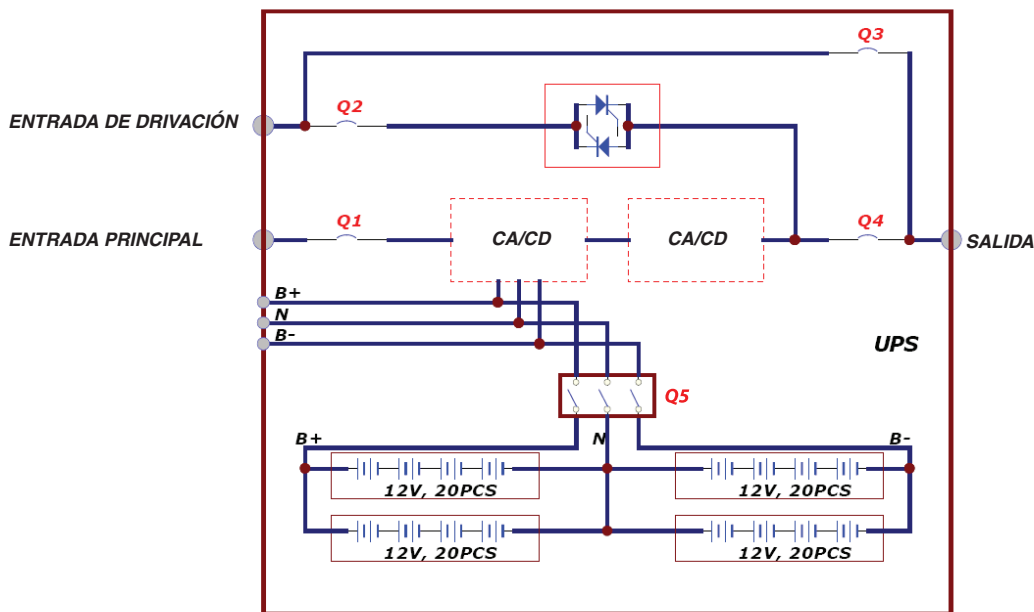 Q3
Q2
ENTRADA DE DRIVACIÓN
Q1
CA/CD
CA/CD
Q4
ENTRADA PRINCIPAL
SALIDA
B+
N
B-
UPS
Q5
B+
N
B-
12V, 20PCS
12V, 20PCS
12V, 20PCS
12V, 20PCS